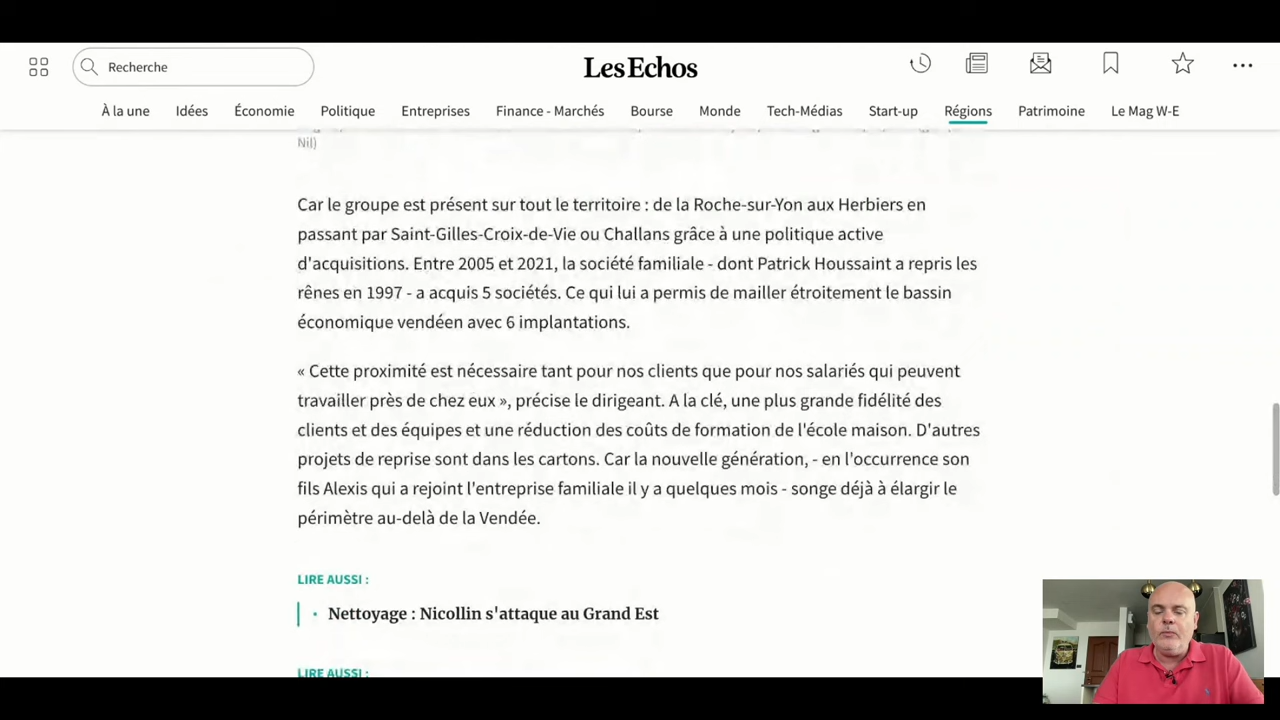 Recherche
Les Echos
À la une Idées Économie Politique Entreprises Finance - Marchés Bourse Monde Tech-Médias Start-up Régions Patrimoine Le Mag W-E
Nil)
Car le groupe est présent sur tout le territoire : de la Roche-sur-Yon aux Herbiers en
passant par Saint-Gilles-Croix-de-Vie ou Challans grâce à une politique active
d'acquisitions. Entre 2005 et 2021, la société familiale - dont Patrick Houssaint a repris les
rênes en 1997 - a acquis 5 sociétés. Ce qui lui a permis de mailler étroitement le bassin
économique vendéen avec 6 implantations.
« Cette proximité est nécessaire tant pour nos clients que pour nos salariés qui peuvent
travailler près de chez eux », précise le dirigeant. A la clé, une plus grande fidélité des
clients et des équipes et une réduction des coûts de formation de l'école maison. D'autres
projets de reprise sont dans les cartons. Car la nouvelle génération, - en l'occurrence son
fils Alexis qui a rejoint l'entreprise familiale il y a quelques mois - songe déjà à élargir le
périmètre au-delà de la Vendée.
LIRE AUSSI :
• Nettoyage : Nicollin s'attaque au Grand Est
LIRE AUSSI :